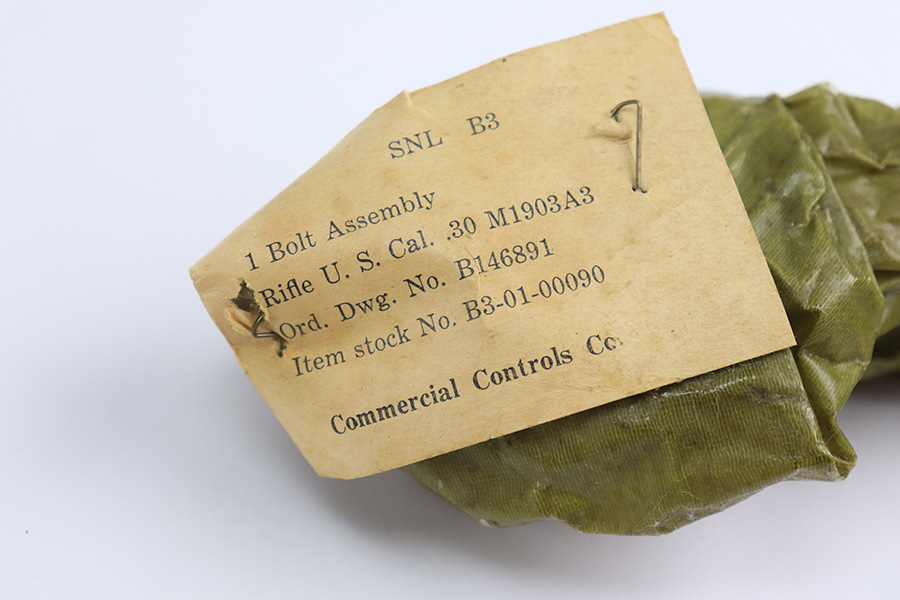 SNL B3
1 Bolt Assembly
Rifle U. S. Cal. .30 M1903A3
Ord. Dwg. No. B146891
Item stock No. B3-01-00090
Commercial Controls Co.